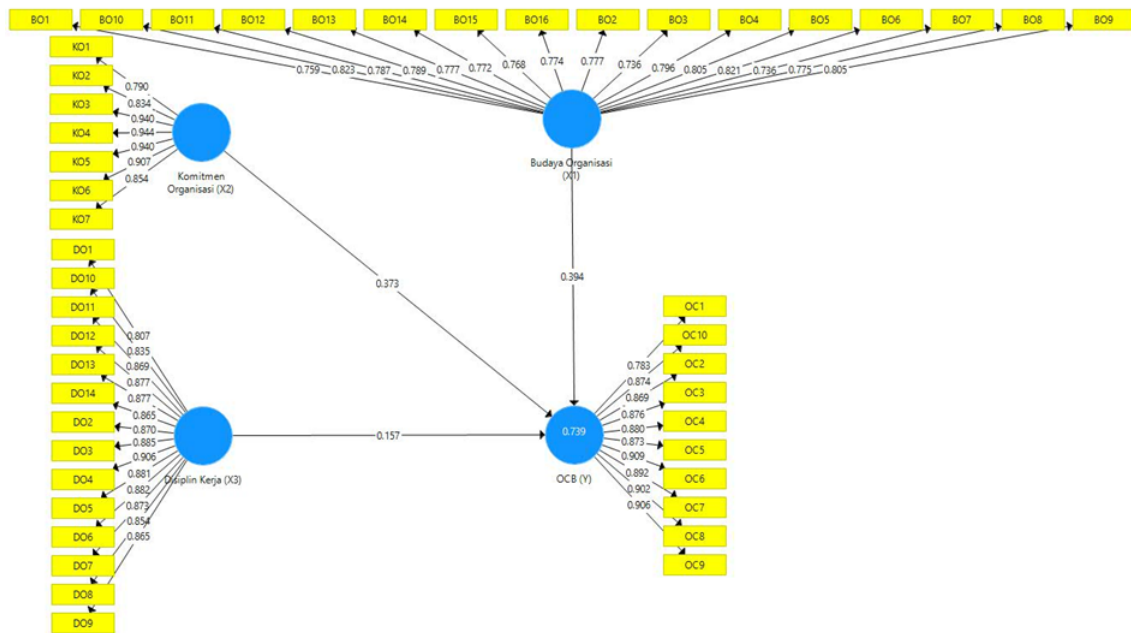 BO1 BO10 BO11 BO12 BO13 BO14 BO15 BO16 BO2 BO3 BO4 BO5 BO6 BO7 BO8 BO9
0.759 0.823 0.787 0.789 0.777 0.772 0.768 0.774 0.777 0.736 0.796 0.805 0.821 0.736 0.775 0.805
KO1
KO2
KO3
KO4
KO5
KO6
KO7
0.790
0.834
0.940
0.944
0.940
0.907
0.854
Komitmen
Organisasi (X2)
Budaya Organisasi
(X1)
0.373
0.394
DO1
DO10
DO11
DO12
DO13
DO14
DO2
DO3
DO4
DO5
DO6
DO7
DO8
DO9
0.807
0.835
0.869
0.877
0.877
0.865
0.870
0.885
0.906
0.881
0.882
0.873
0.854
0.865
Disiplin Kerja (X3)
0.157
0.739
OCB (Y)
0.783
0.874
0.869
0.876
0.880
0.873
0.909
0.892
0.902
0.906
OC1
OC10
OC2
OC3
OC4
OC5
OC6
OC7
OC8
OC9